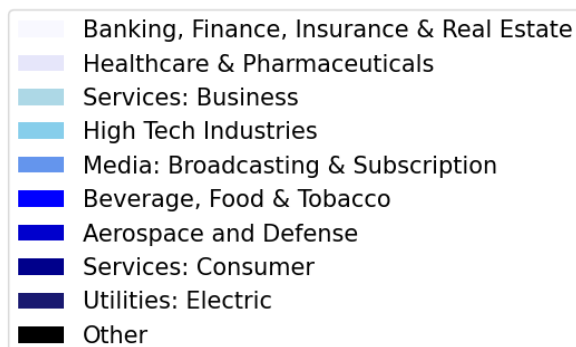 Banking, Finance, Insurance & Real Estate
Healthcare & Pharmaceuticals
Services: Business
High Tech Industries
Media: Broadcasting & Subscription
Beverage, Food & Tobacco
Aerospace and Defense
Services: Consumer
Utilities: Electric
Other